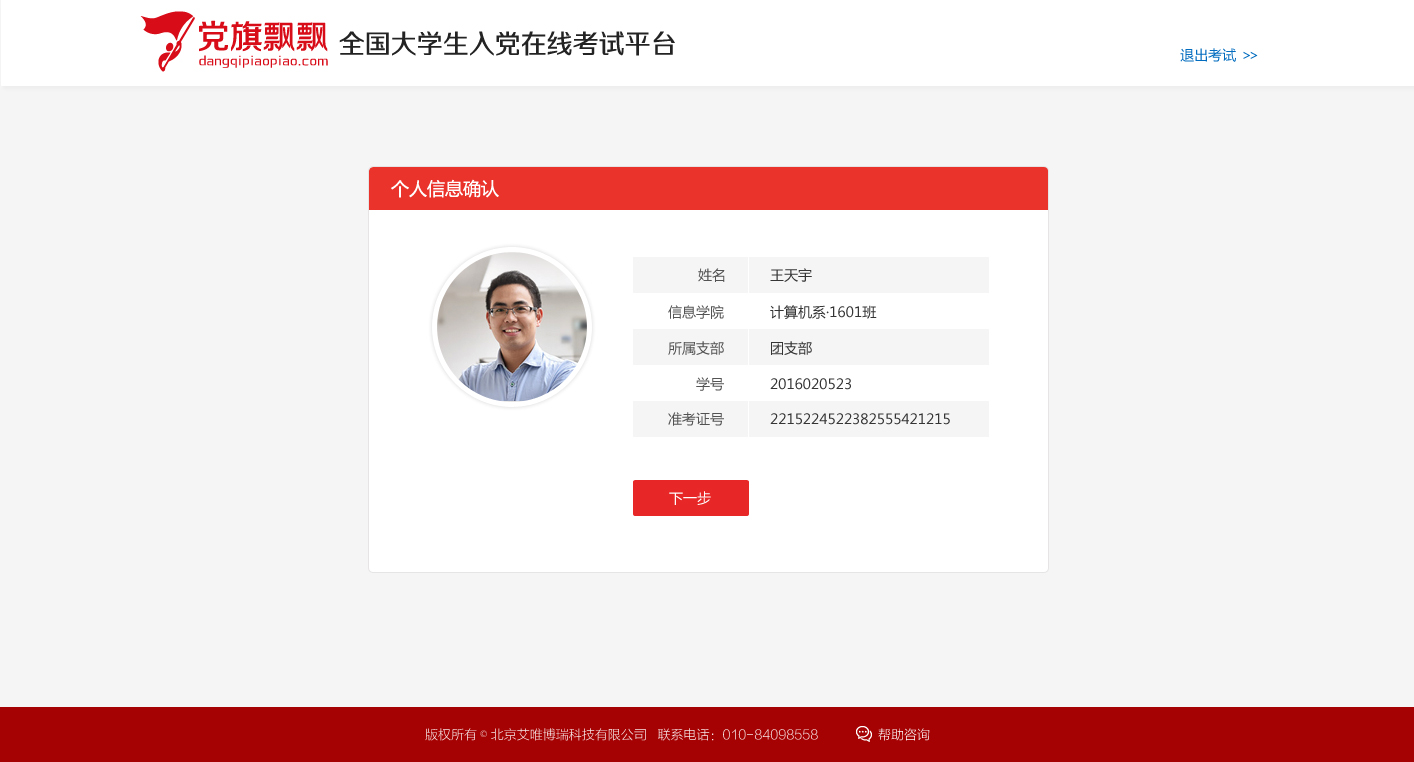 党旗飘飘 全国大学生入党在线考试平台
dangqipiaopiao.com
退出考试 >>
个人信息确认
姓名 王天宇
信息学院 计算机系·1601班
所属支部 团支部
学号 2016020523
准考证号 2215224522382555421215
下一步
版权所有 © 北京艾唯博瑞科技有限公司 联系电话：010-84098558 帮助咨询